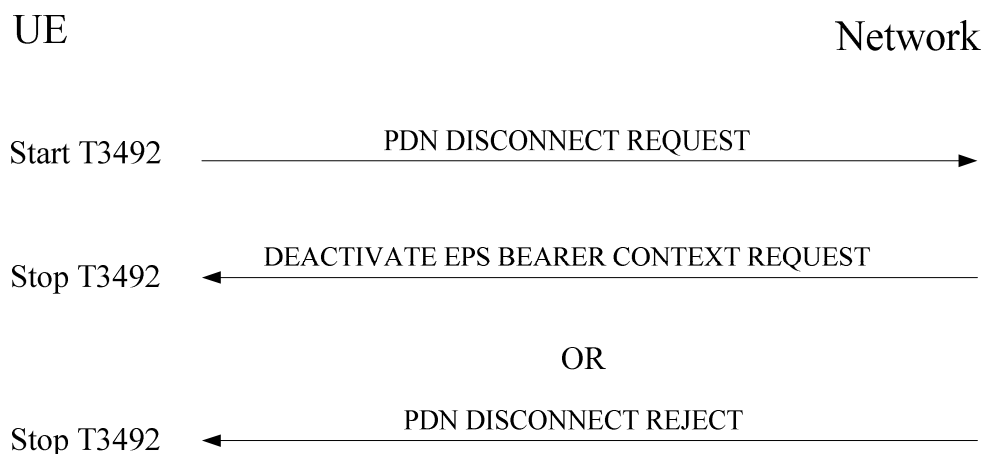 UE
Network
Start T3492
PDN DISCONNECT REQUEST
DEACTIVATE EPS BEARER CONTEXT REQUEST
Stop T3492
OR
PDN DISCONNECT REJECT
Stop T3492